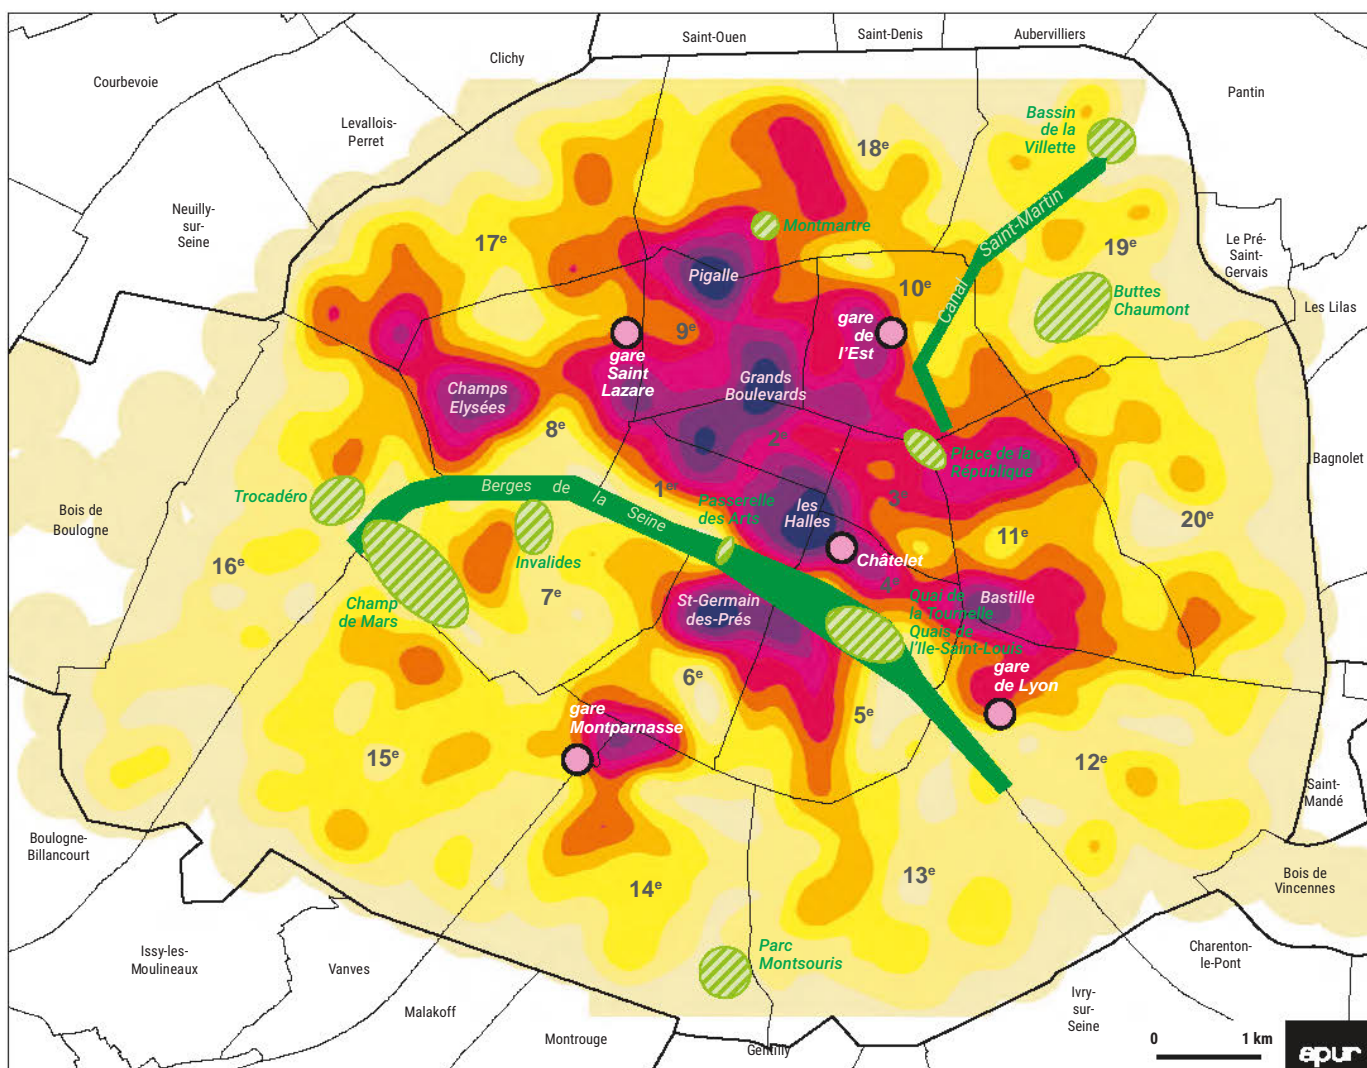 Saint-Ouen
Saint-Denis
Aubervilliers
Clichy
Courbevoie
Pantin
Levallois-
Perret
Bassin
de la
Villette
18e
Neuilly-
sur-
Seine
17e
Montmartre
Canal Saint-Martin
19e
Le Pré-
Saint-
Gervais
Pigalle
10e
Buttes
Chaumont
Les Lilas
9e
gare
de
l'Est
gare
Saint
Lazare
Grands
Boulevards
Champs
Elysées
8e
2e
Place de la
République
Bagnolet
Trocadéro
Berges de la Seine
1er
Passerelle
des Arts
les
Halles
3e
20e
Bois de
Boulogne
11e
16e
Invalides
Châtelet
4e
7e
Champ
de Mars
St-Germain
des-Prés
Bastille
Quai de
la Tournelle
Quais de
l'Ile-Saint-Louis
6e
gare
de Lyon
gare
Montparnasse
5e
15e
12e
Saint-
Mandé
Boulogne-
Billancourt
14e
13e
Bois de
Vincennes
Issy-les-
Moulineaux
Vanves
Parc
Montsouris
Charenton-
le-Pont
Malakoff
Ivry-
sur-
Seine
Montrouge
Gentilly
0 1 km
apur